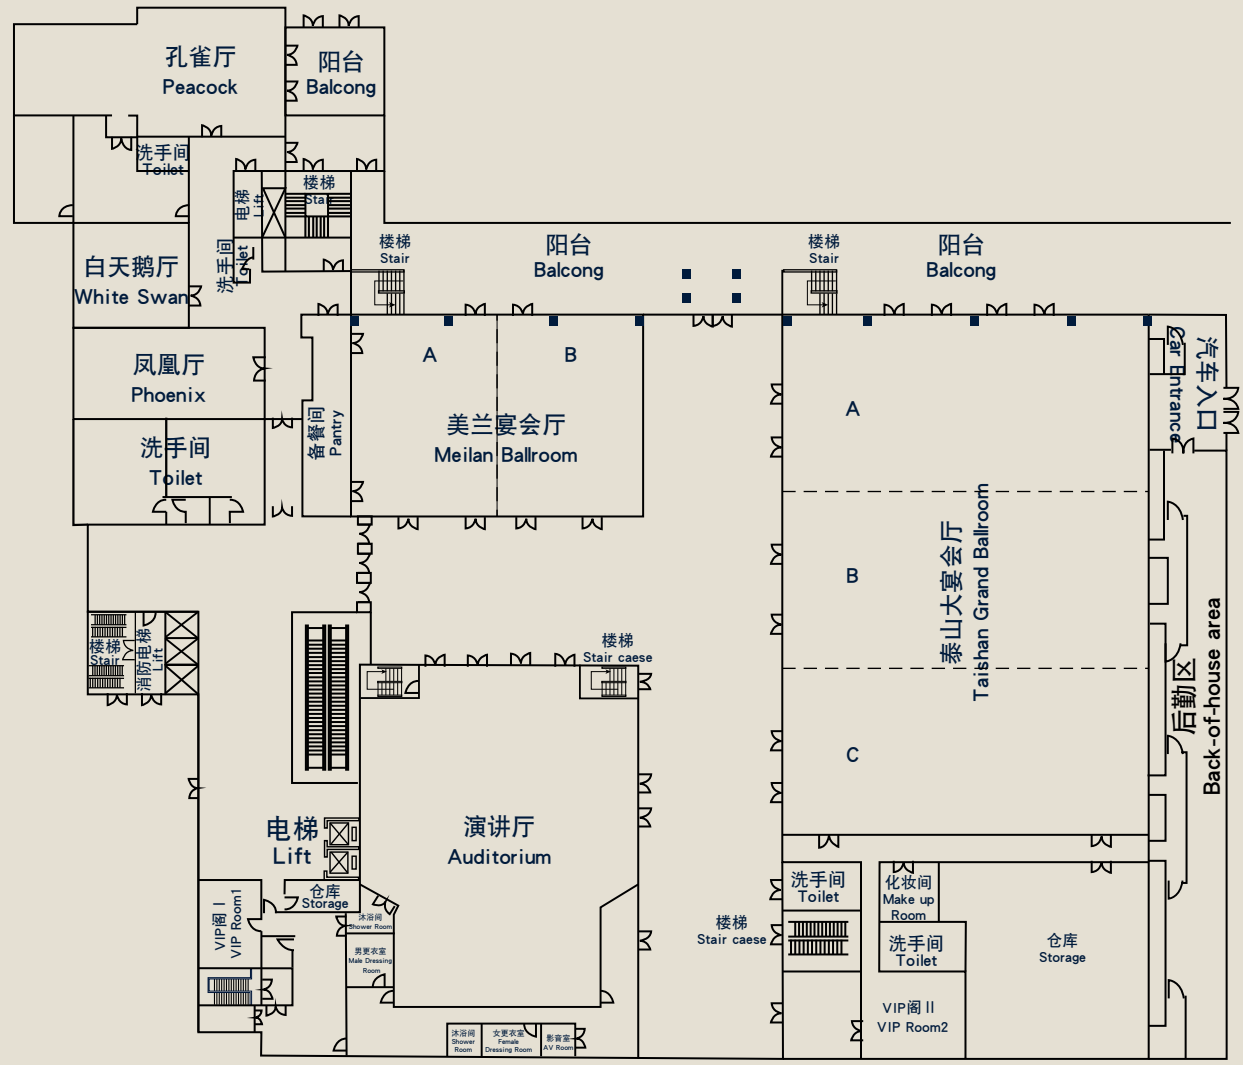 孔雀厅
Peacock
阳台
Balcong
洗手间
Toilet
电梯
Lift
楼梯
Stair
洗手间
Toilet
白天鹅厅
White Swan
楼梯
Stair
阳台
Balcong
楼梯
Stair
阳台
Balcong
凤凰厅
Phoenix
A
B
美兰宴会厅
Meilan Ballroom
备餐间
Pantry
洗手间
Toilet
汽车入口
Car Entrance
A
B
C
泰山大宴会厅
Taishan Grand Ballroom
后勤区
Back-of-house area
楼梯
Stair
消防电梯
Lift
楼梯
Stair caese
演讲厅
Auditorium
电梯
Lift
仓库
Storage
VIP阁 I
VIP Room1
沐浴间
Shower Room
男更衣室
Male Dressing
Room
楼梯
Stair caese
洗手间
Toilet
化妆间
Make up
Room
洗手间
Toilet
仓库
Storage
VIP阁 II
VIP Room2
沐浴间
Shower
Room
女更衣室
Female
Dressing Room
影音室
AV Room